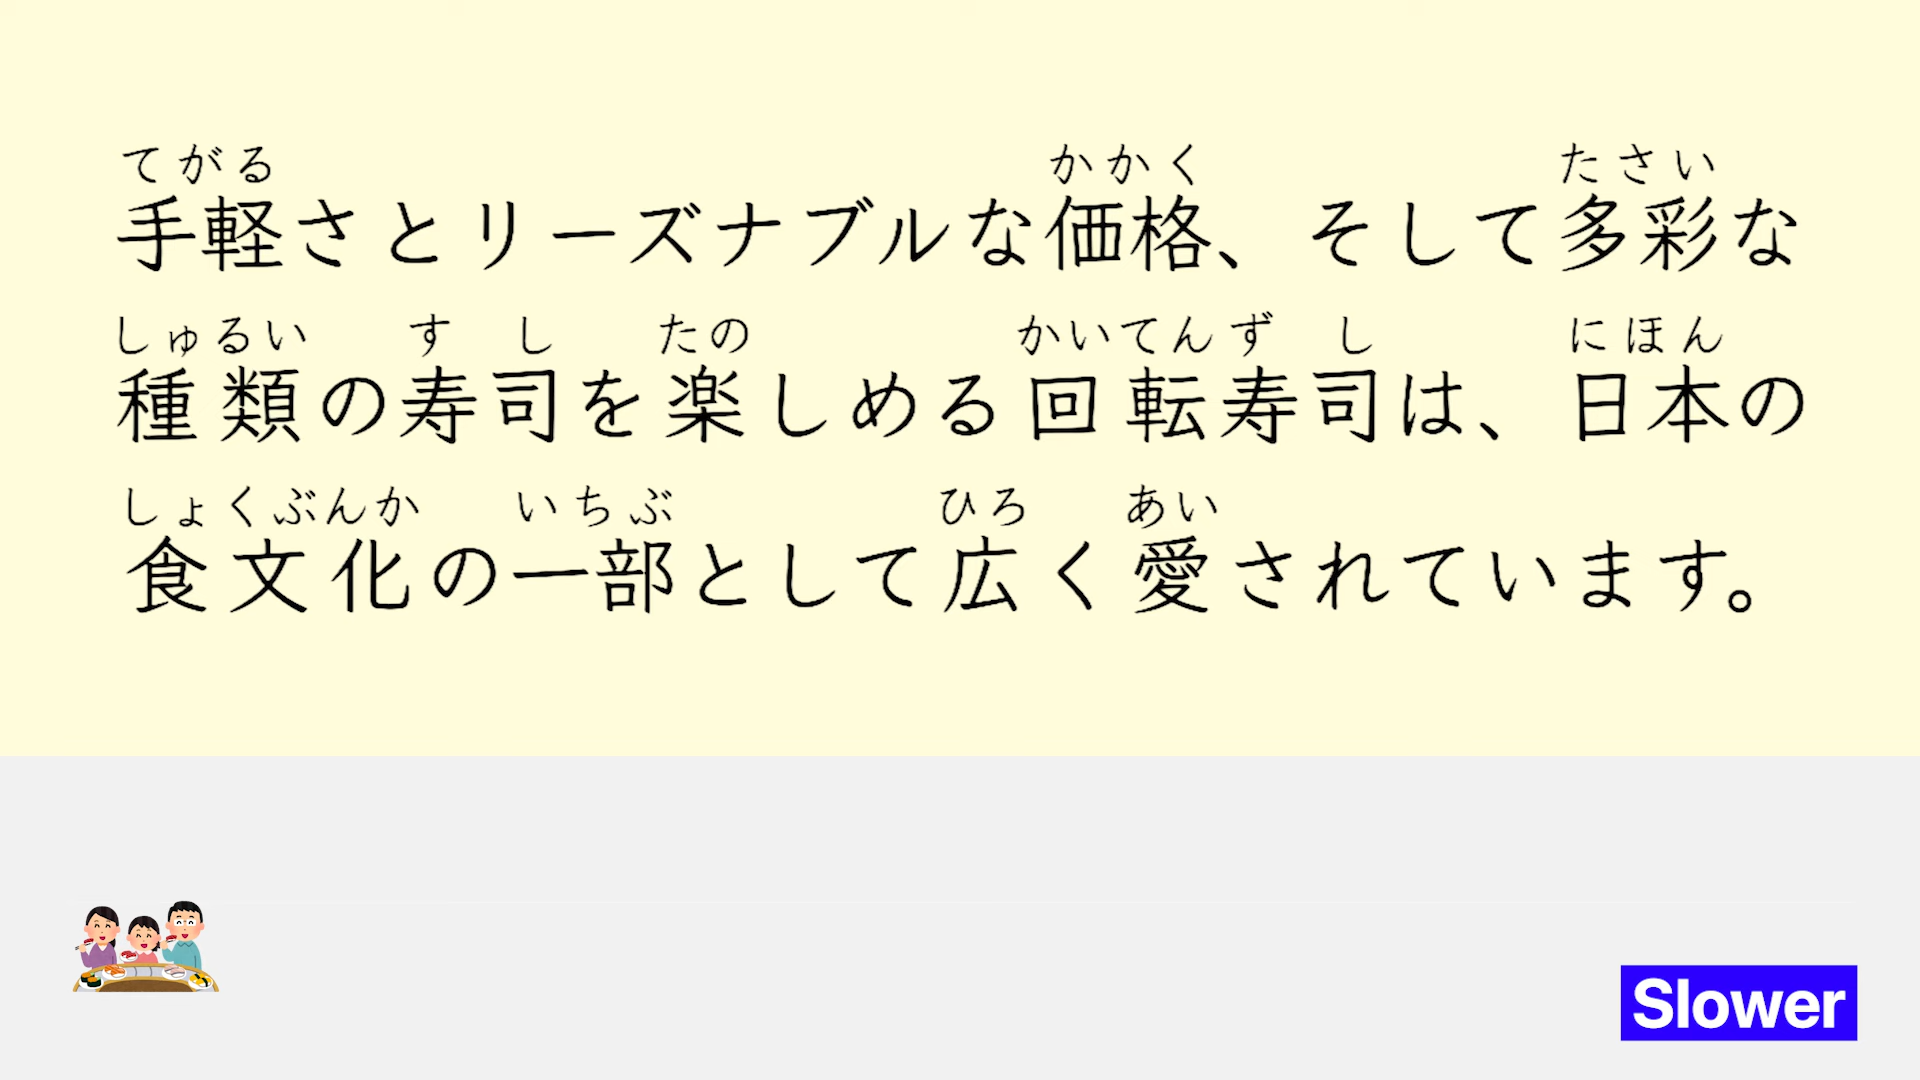 てがる かかく たさい
手軽さとリーズナブルな価格、そして多彩な
しゅるい すし たの かいてんずし にほん
種類の寿司を楽しめる回転寿司は、日本の
しょくぶんか いちぶ ひろ あい
食文化の一部として広く愛されています。
Slower